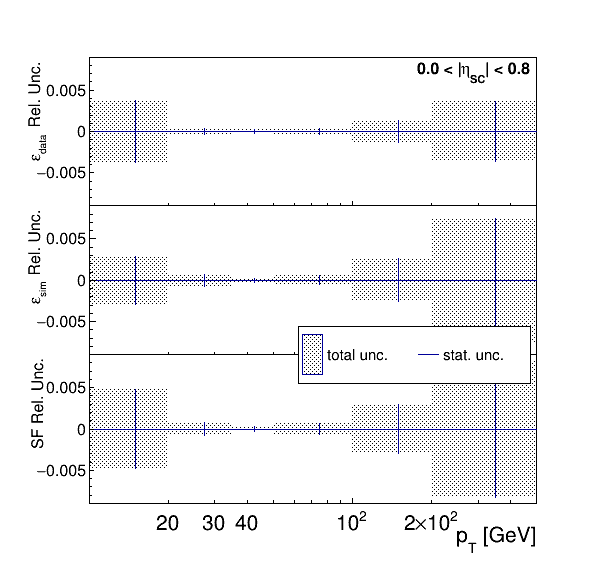 0.0 < |η_SC| < 0.8
ε_data Rel. Unc.
0.005
0
−0.005
ε_sim Rel. Unc.
0.005
0
−0.005
total unc.
stat. unc.
SF Rel. Unc.
0.005
0
−0.005
20 30 40 10² 2×10²
p_T [GeV]